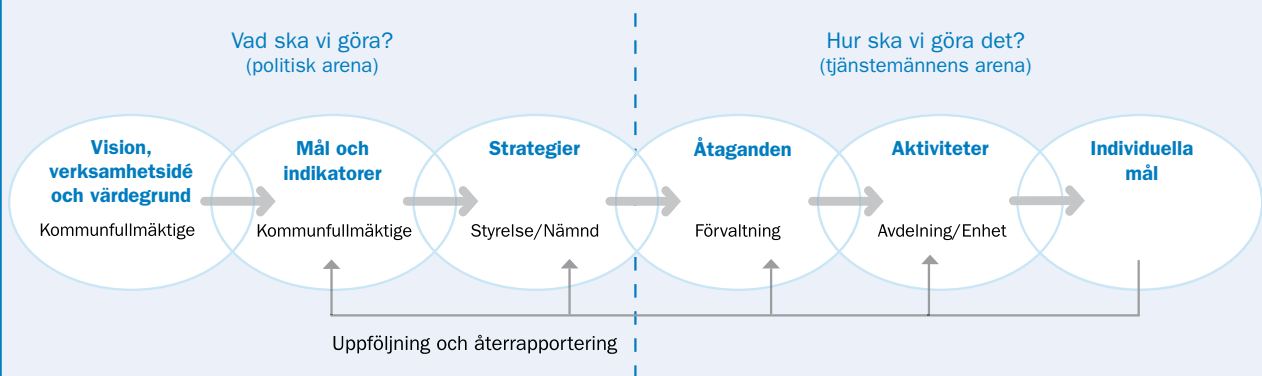 Vad ska vi göra?
(politisk arena)
Hur ska vi göra det?
(tjänstemännens arena)
Vision,
verksamhetsidé
och värdegrund
Kommunfullmäktige
Mål och
indikatorer
Kommunfullmäktige
Strategier
Styrelse/Nämnd
Åtaganden
Förvaltning
Aktiviteter
Avdelning/Enhet
Individuella
mål
Uppföljning och återrapportering